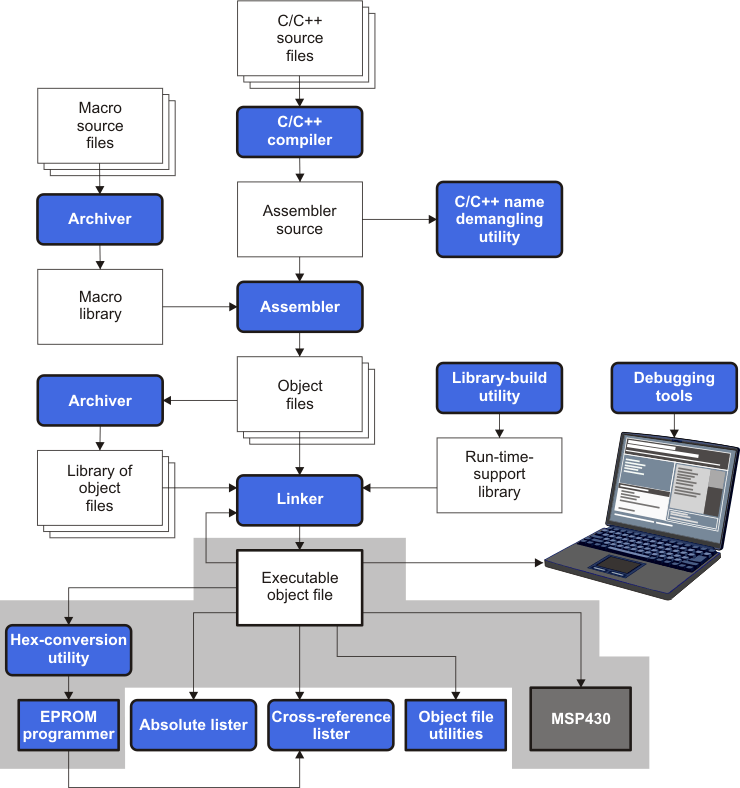 C/C++
source
files
Macro
source
files
C/C++
compiler
Archiver
Assembler
source
C/C++ name
demangling
utility
Macro
library
Assembler
Archiver
Object
files
Library-build
utility
Debugging
tools
Library of
object
files
Linker
Run-time-
support
library
Executable
object file
Hex-conversion
utility
EPROM
programmer
Absolute lister
Cross-reference
lister
Object file
utilities
MSP430